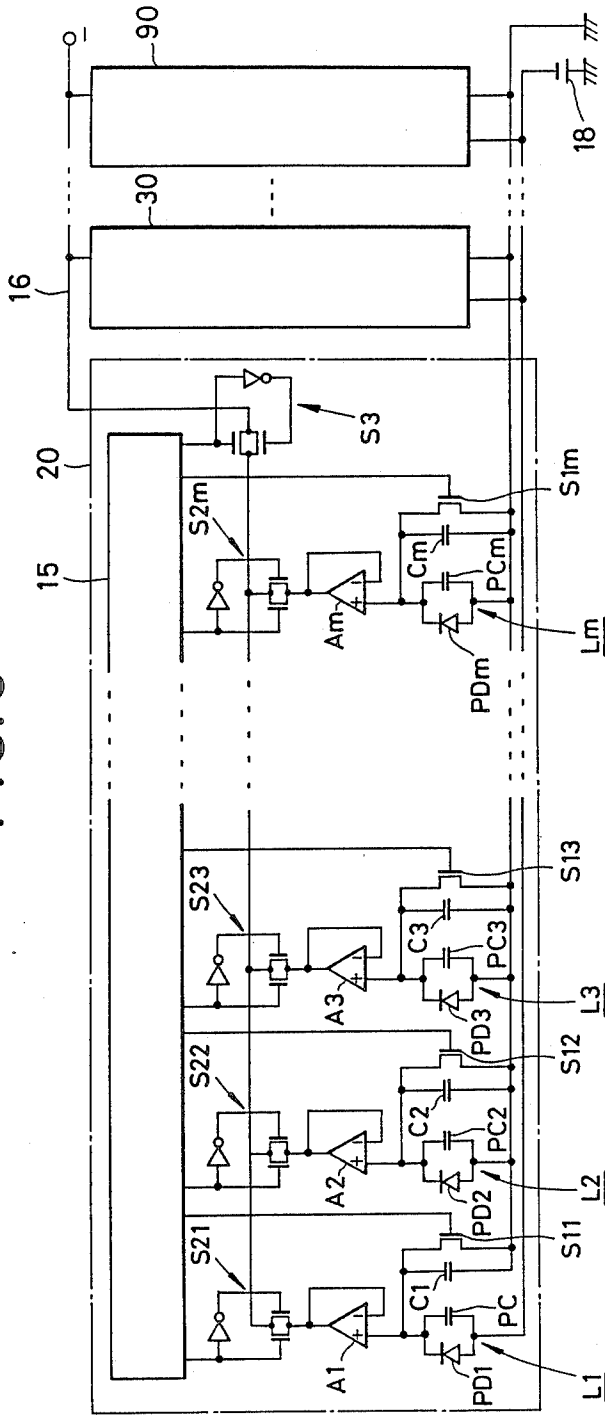 15
20
16
30
90
S21
S22
S23
S2m
S3
A1
A2
A3
Am
C1
C2
C3
Cm
PD1
PC
PD2
PC2
PD3
PC3
PDm
PCm
L1
S11
L2
S12
L3
S13
Lm
S1m
18